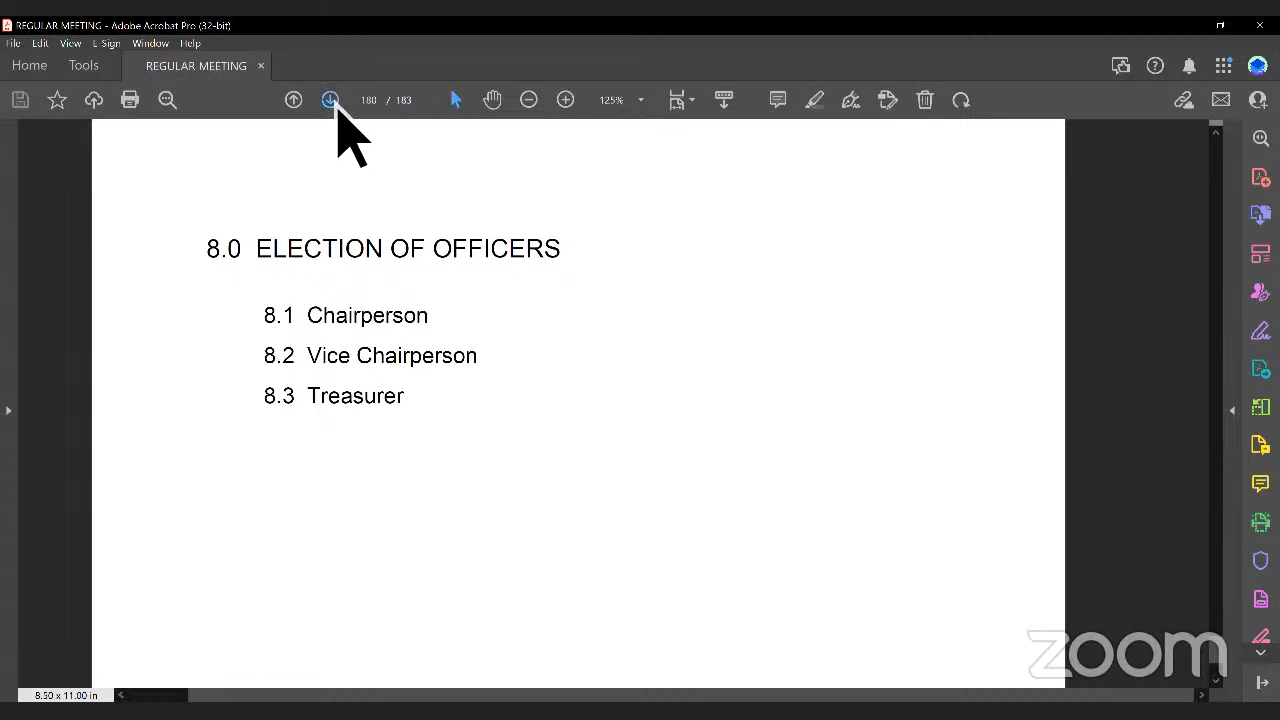 REGULAR MEETING - Adobe Acrobat Pro (32-bit)
File Edit View E-Sign Window Help
Home Tools REGULAR MEETING
180 / 183 125%
8.0 ELECTION OF OFFICERS
8.1 Chairperson
8.2 Vice Chairperson
8.3 Treasurer
zoom
8.50 x 11.00 in